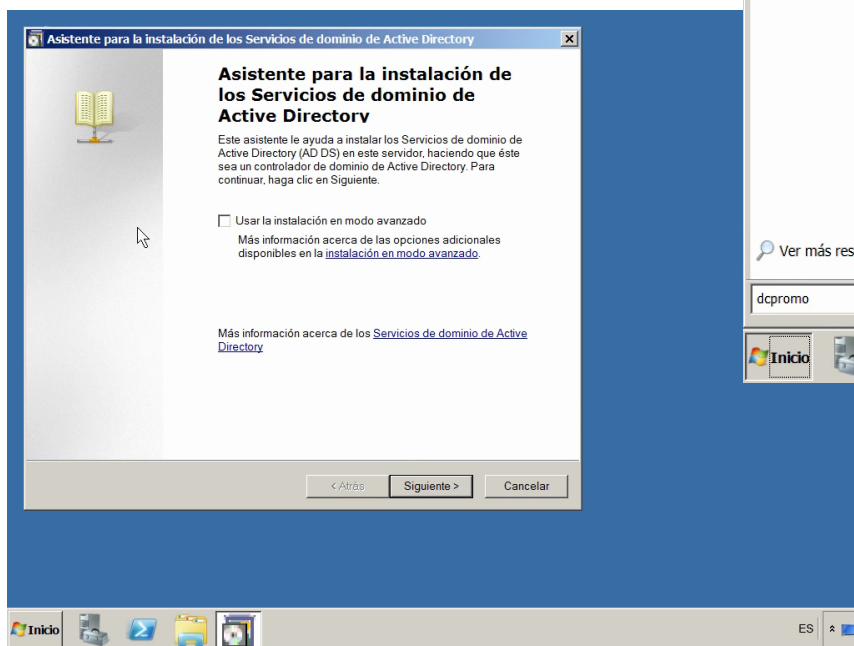 Asistente para la instalación de los Servicios de dominio de Active Directory
Asistente para la instalación de
los Servicios de dominio de
Active Directory
Este asistente le ayuda a instalar los Servicios de dominio de
Active Directory (AD DS) en este servidor, haciendo que éste
sea un controlador de dominio de Active Directory. Para
continuar, haga clic en Siguiente.
Usar la instalación en modo avanzado
Más información acerca de las opciones adicionales
disponibles en la instalación en modo avanzado.
Más información acerca de los Servicios de dominio de Active
Directory
< Atrás
Siguiente >
Cancelar
Ver más res
dcpromo
Inicio
Inicio
ES